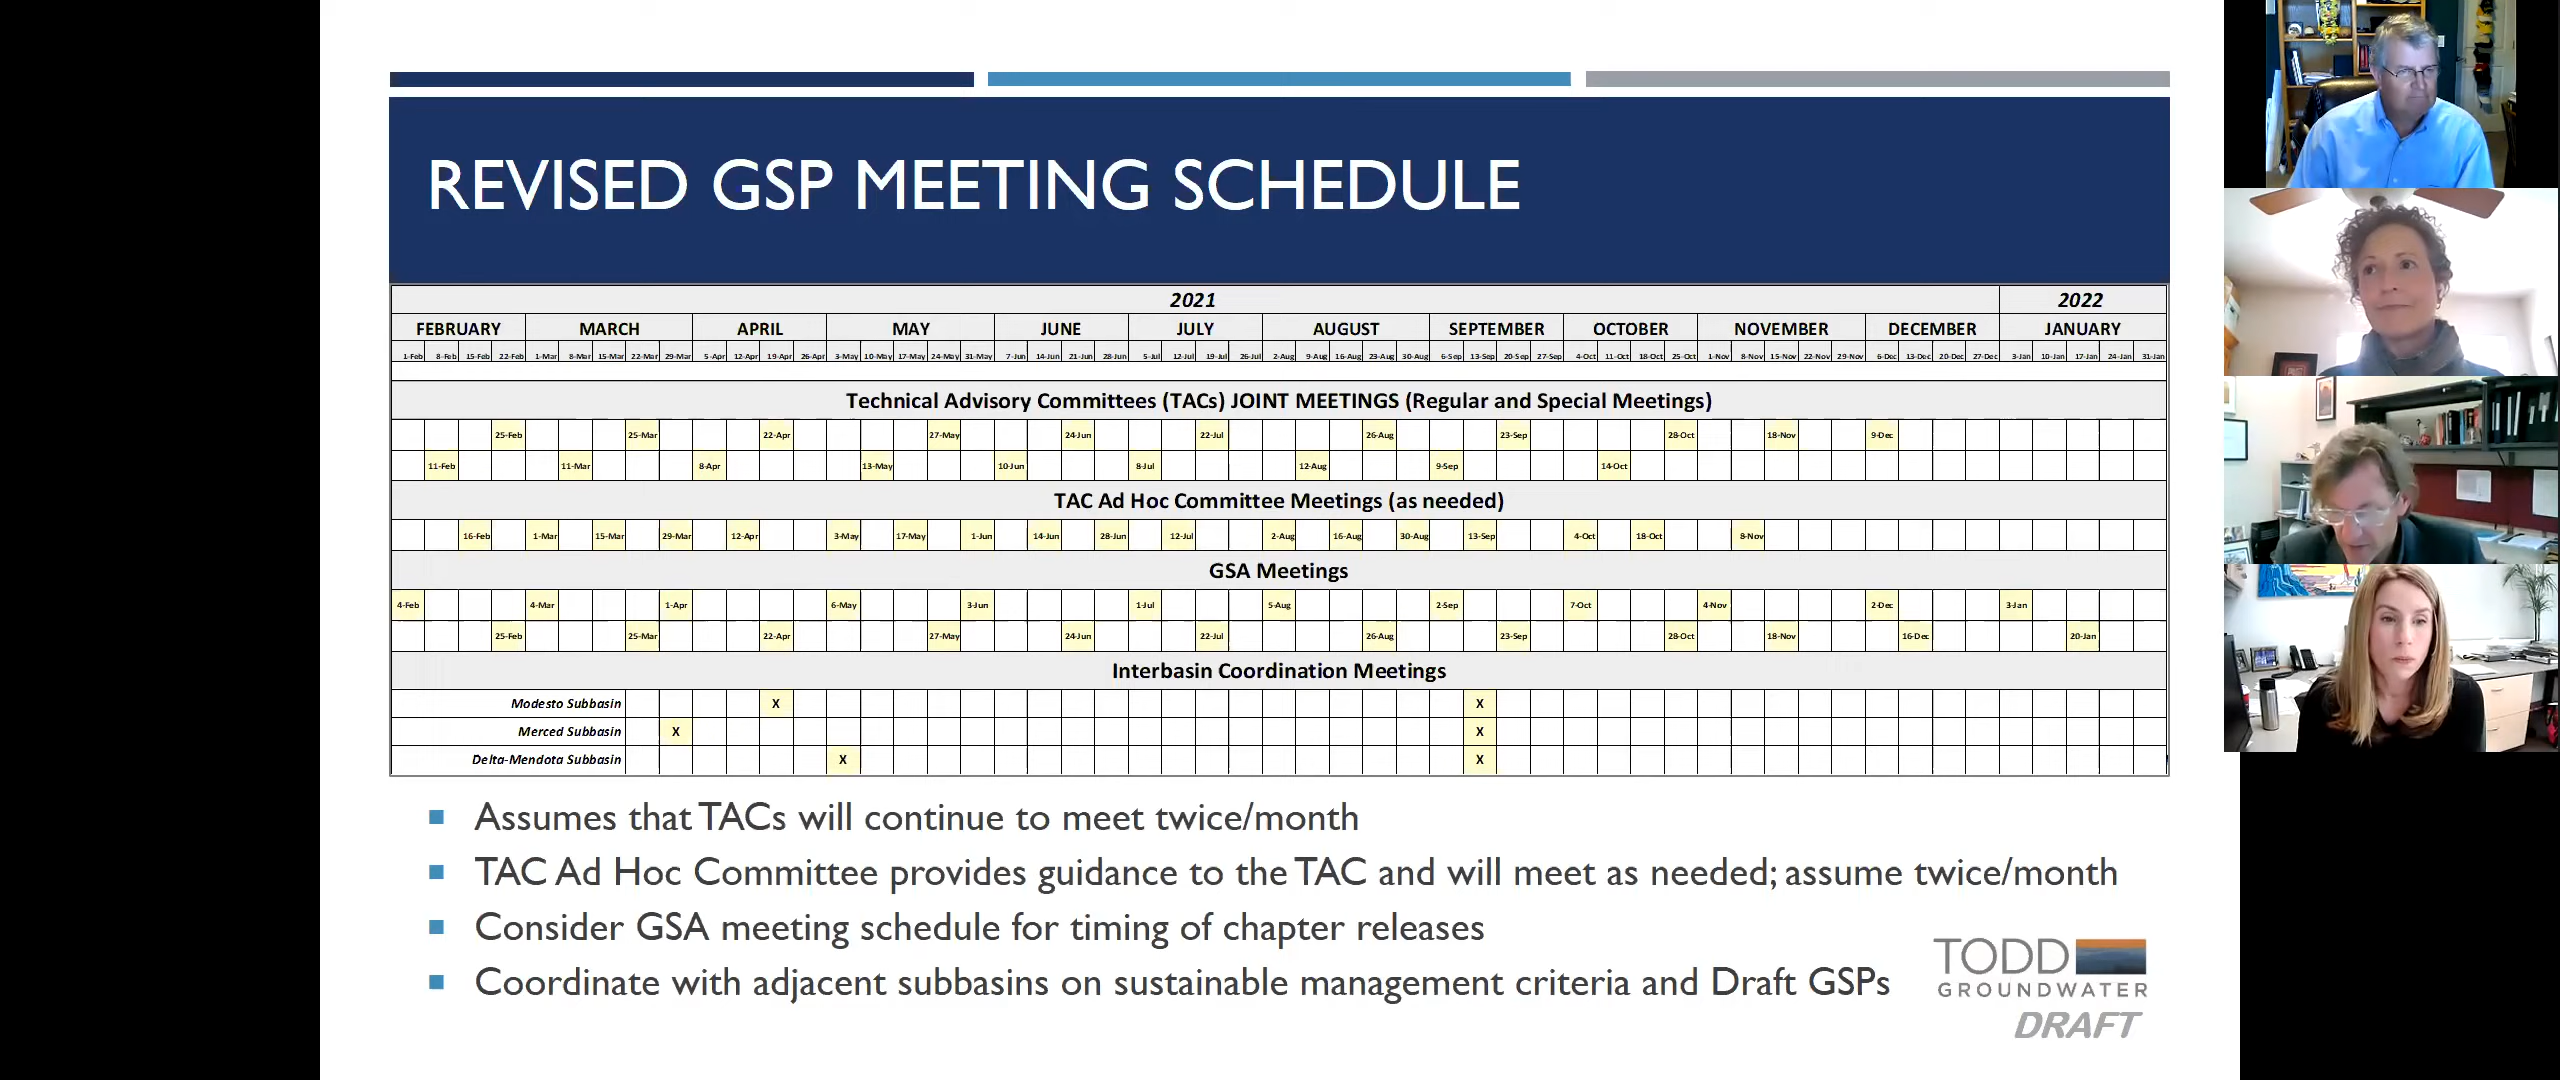 REVISED GSP MEETING SCHEDULE
2021 2022
FEBRUARY MARCH APRIL MAY JUNE JULY AUGUST SEPTEMBER OCTOBER NOVEMBER DECEMBER JANUARY
1-Feb 8-Feb 15-Feb 22-Feb 1-Mar 8-Mar 15-Mar 22-Mar 29-Mar 5-Apr 12-Apr 19-Apr 26-Apr 3-May 10-May 17-May 24-May 31-May 7-Jun 14-Jun 21-Jun 28-Jun 5-Jul 12-Jul 19-Jul 26-Jul 2-Aug 9-Aug 16-Aug 23-Aug 30-Aug 6-Sep 13-Sep 20-Sep 27-Sep 4-Oct 11-Oct 18-Oct 25-Oct 1-Nov 8-Nov 15-Nov 22-Nov 29-Nov 6-Dec 13-Dec 20-Dec 27-Dec 3-Jan 10-Jan 17-Jan 24-Jan 31-Jan
Technical Advisory Committees (TACs) JOINT MEETINGS (Regular and Special Meetings)
25-Feb 25-Mar 22-Apr 27-May 24-Jun 22-Jul 26-Aug 23-Sep 28-Oct 18-Nov 9-Dec
11-Feb 11-Mar 8-Apr 13-May 10-Jun 8-Jul 12-Aug 9-Sep 14-Oct
TAC Ad Hoc Committee Meetings (as needed)
16-Feb 1-Mar 15-Mar 29-Mar 12-Apr 3-May 17-May 1-Jun 14-Jun 28-Jun 12-Jul 2-Aug 16-Aug 30-Aug 13-Sep 4-Oct 18-Oct 8-Nov
GSA Meetings
4-Feb 4-Mar 1-Apr 6-May 3-Jun 1-Jul 5-Aug 2-Sep 7-Oct 4-Nov 2-Dec 3-Jan
25-Feb 25-Mar 22-Apr 27-May 24-Jun 22-Jul 26-Aug 23-Sep 28-Oct 18-Nov 16-Dec 20-Jan
Interbasin Coordination Meetings
Modesto Subbasin X X
Merced Subbasin X X
Delta-Mendota Subbasin X X
Assumes that TACs will continue to meet twice/month
TAC Ad Hoc Committee provides guidance to the TAC and will meet as needed; assume twice/month
Consider GSA meeting schedule for timing of chapter releases
Coordinate with adjacent subbasins on sustainable management criteria and Draft GSPs
TODD
GROUNDWATER
DRAFT